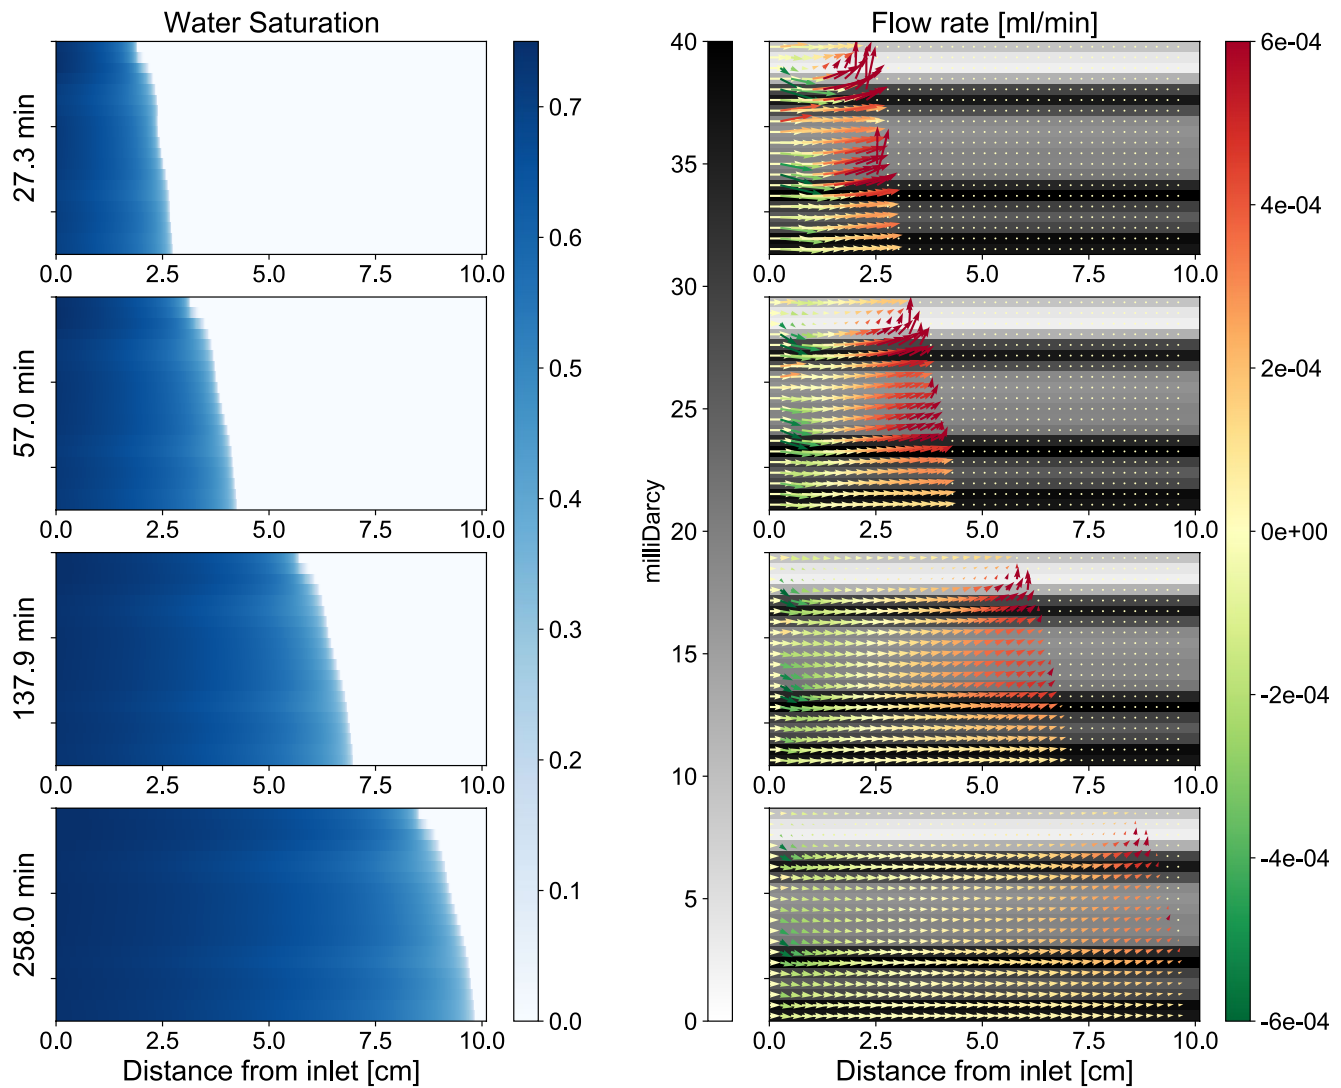 Water Saturation
Flow rate [ml/min]
27.3 min
0.0 2.5 5.0 7.5 10.0
57.0 min
0.0 2.5 5.0 7.5 10.0
137.9 min
0.0 2.5 5.0 7.5 10.0
258.0 min
0.0 2.5 5.0 7.5 10.0
Distance from inlet [cm]
0.7
0.6
0.5
0.4
0.3
0.2
0.1
0.0
milliDarcy
40
35
30
25
20
15
10
5
0
0.0 2.5 5.0 7.5 10.0
0.0 2.5 5.0 7.5 10.0
0.0 2.5 5.0 7.5 10.0
0.0 2.5 5.0 7.5 10.0
Distance from inlet [cm]
6e-04
4e-04
2e-04
0e+00
-2e-04
-4e-04
-6e-04